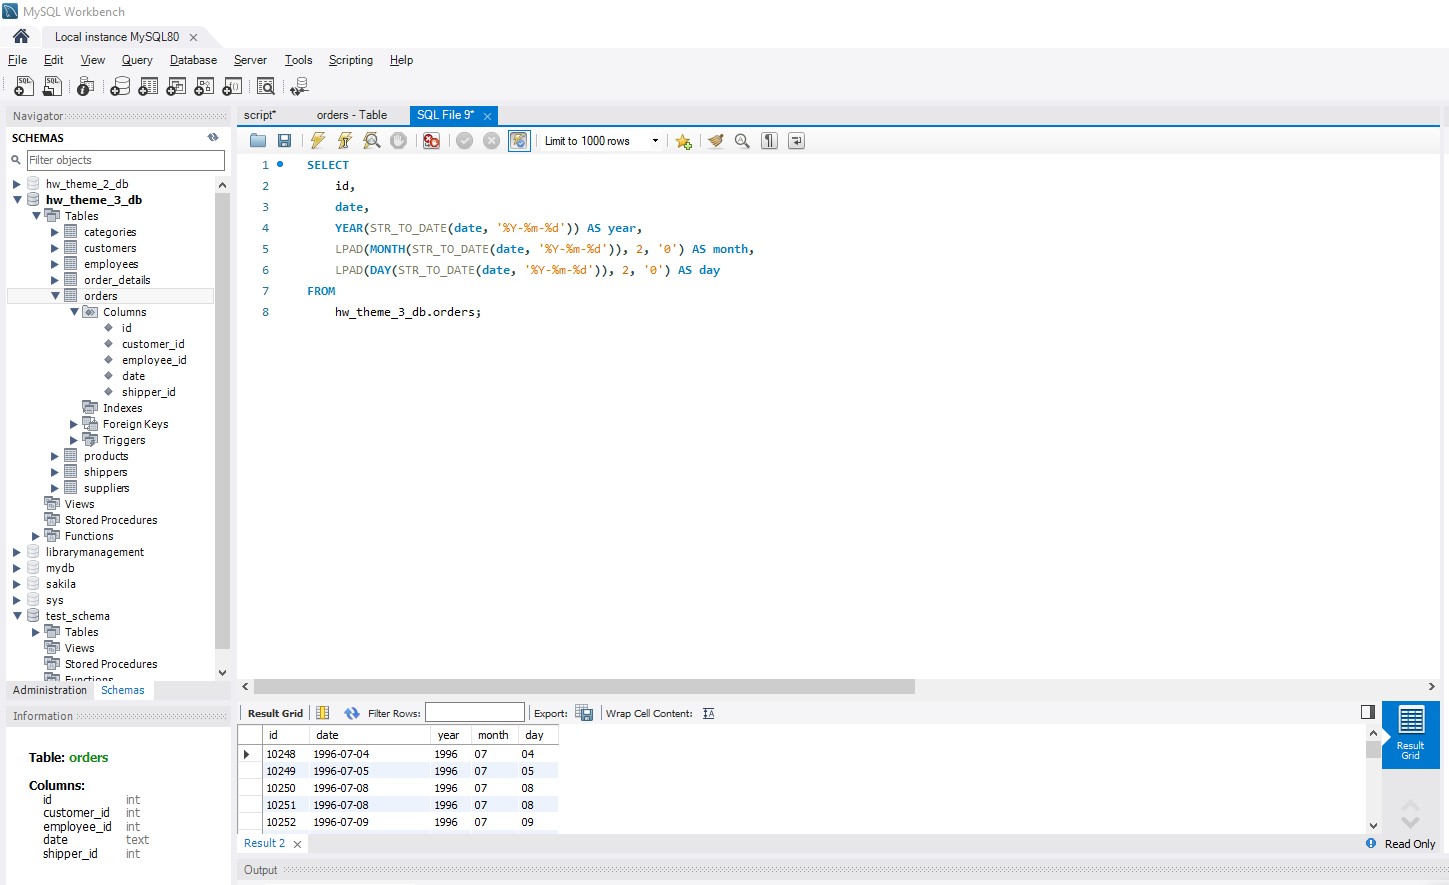 MySQL Workbench
Local instance MySQL80
File Edit View Query Database Server Tools Scripting Help
Navigator
SCHEMAS
Filter objects
hw_theme_2_db
hw_theme_3_db
Tables
categories
customers
employees
order_details
orders
Columns
id
customer_id
employee_id
date
shipper_id
Indexes
Foreign Keys
Triggers
products
shippers
suppliers
Views
Stored Procedures
Functions
librarymanagement
mydb
sakila
sys
test_schema
Tables
Views
Stored Procedures
Functions
Administration Schemas
Information
Table: orders
Columns:
id int
customer_id int
employee_id int
date text
shipper_id int
script* orders - Table SQL File 9*
Limit to 1000 rows
1 SELECT
2 id,
3 date,
4 YEAR(STR_TO_DATE(date, '%Y-%m-%d')) AS year,
5 LPAD(MONTH(STR_TO_DATE(date, '%Y-%m-%d')), 2, '0') AS month,
6 LPAD(DAY(STR_TO_DATE(date, '%Y-%m-%d')), 2, '0') AS day
7 FROM
8 hw_theme_3_db.orders;
Result Grid Filter Rows: Export: Wrap Cell Content:
id date year month day
10248 1996-07-04 1996 07 04
10249 1996-07-05 1996 07 05
10250 1996-07-08 1996 07 08
10251 1996-07-08 1996 07 08
10252 1996-07-09 1996 07 09
Result
Grid
Result 2
Read Only
Output